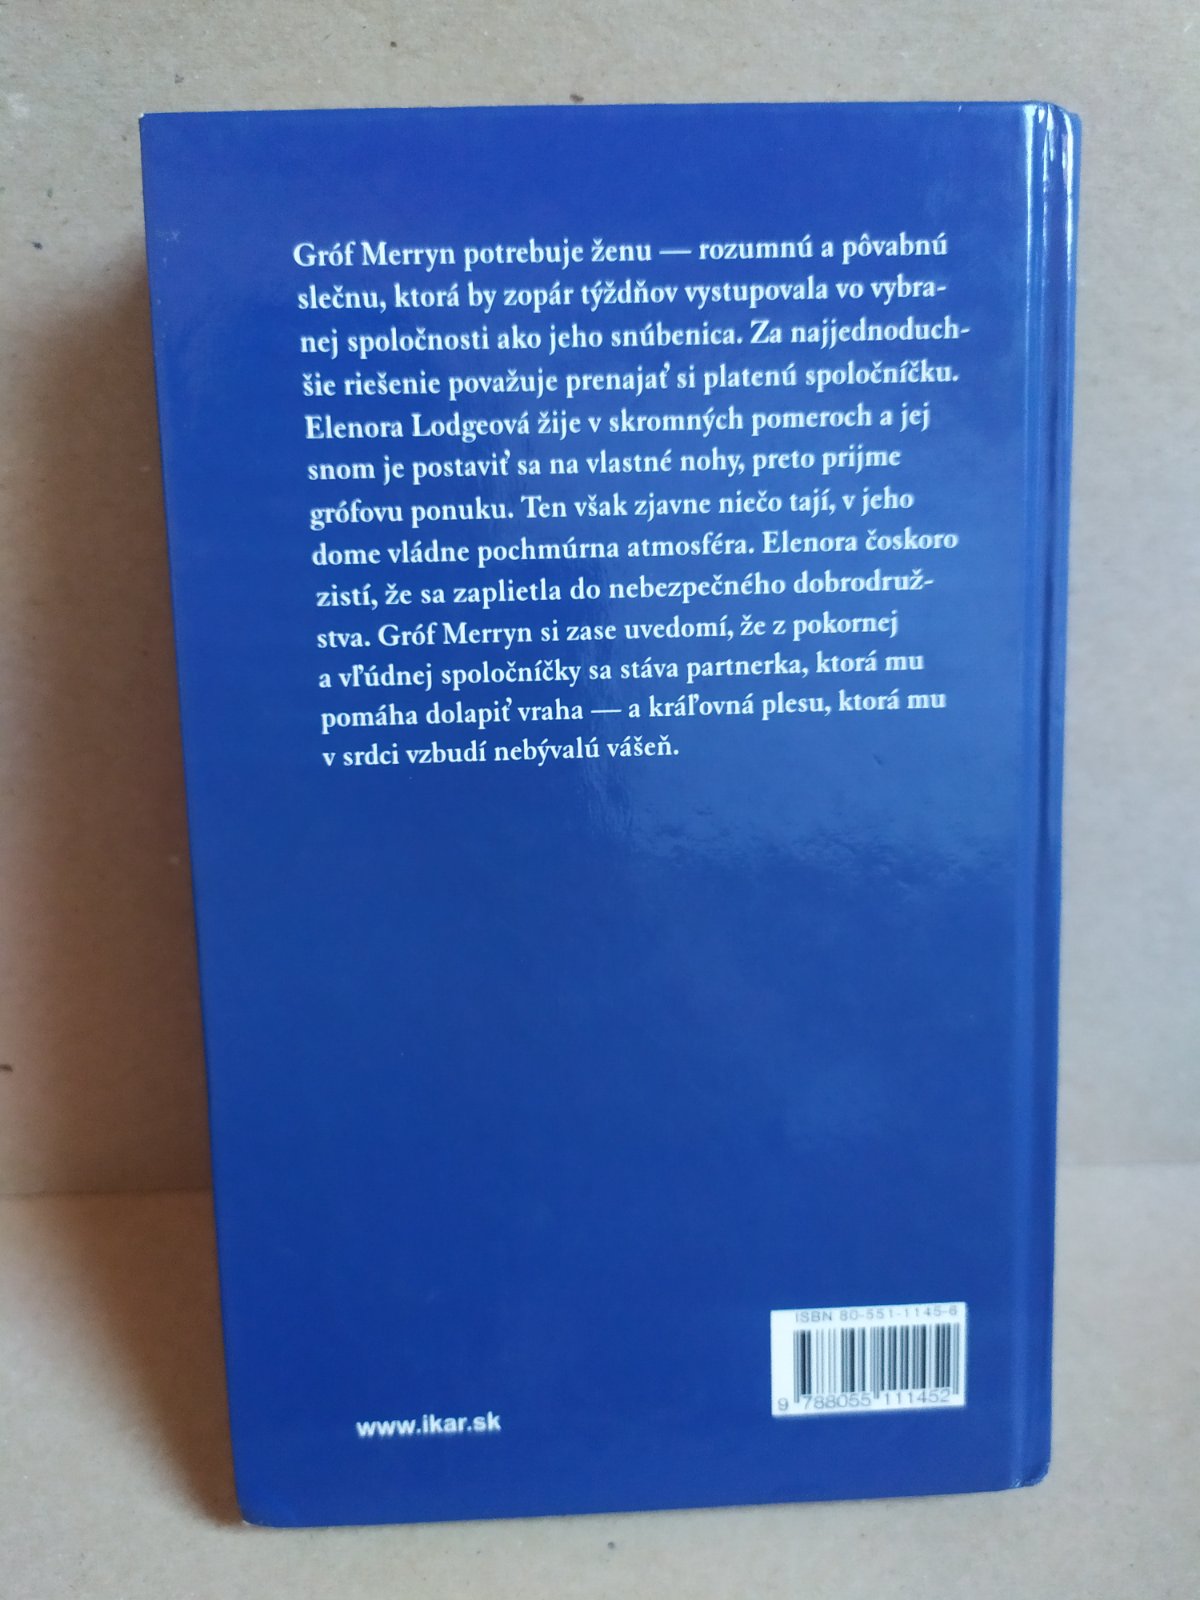 Gróf Merryn potrebuje ženu — rozumnú a pôvabnú
slečnu, ktorá by zopár týždňov vystupovala vo vybra-
nej spoločnosti ako jeho snúbenica. Za najjednoduch-
šie riešenie považuje prenajať si platenú spoločníčku.
Elenora Lodgeová žije v skromných pomeroch a jej
snom je postaviť sa na vlastné nohy, preto prijme
grófovu ponuku. Ten však zjavne niečo tají, v jeho
dome vládne pochmúrna atmosféra. Elenora čoskoro
zistí, že sa zaplietla do nebezpečného dobrodruž-
stva. Gróf Merryn si zase uvedomí, že z pokornej
a vľúdnej spoločníčky sa stáva partnerka, ktorá mu
pomáha dolapiť vraha — a kráľovná plesu, ktorá mu
v srdci vzbudí nebývalú vášeň.
ISBN 80-551-1145-8
9 788055 111452
www.ikar.sk